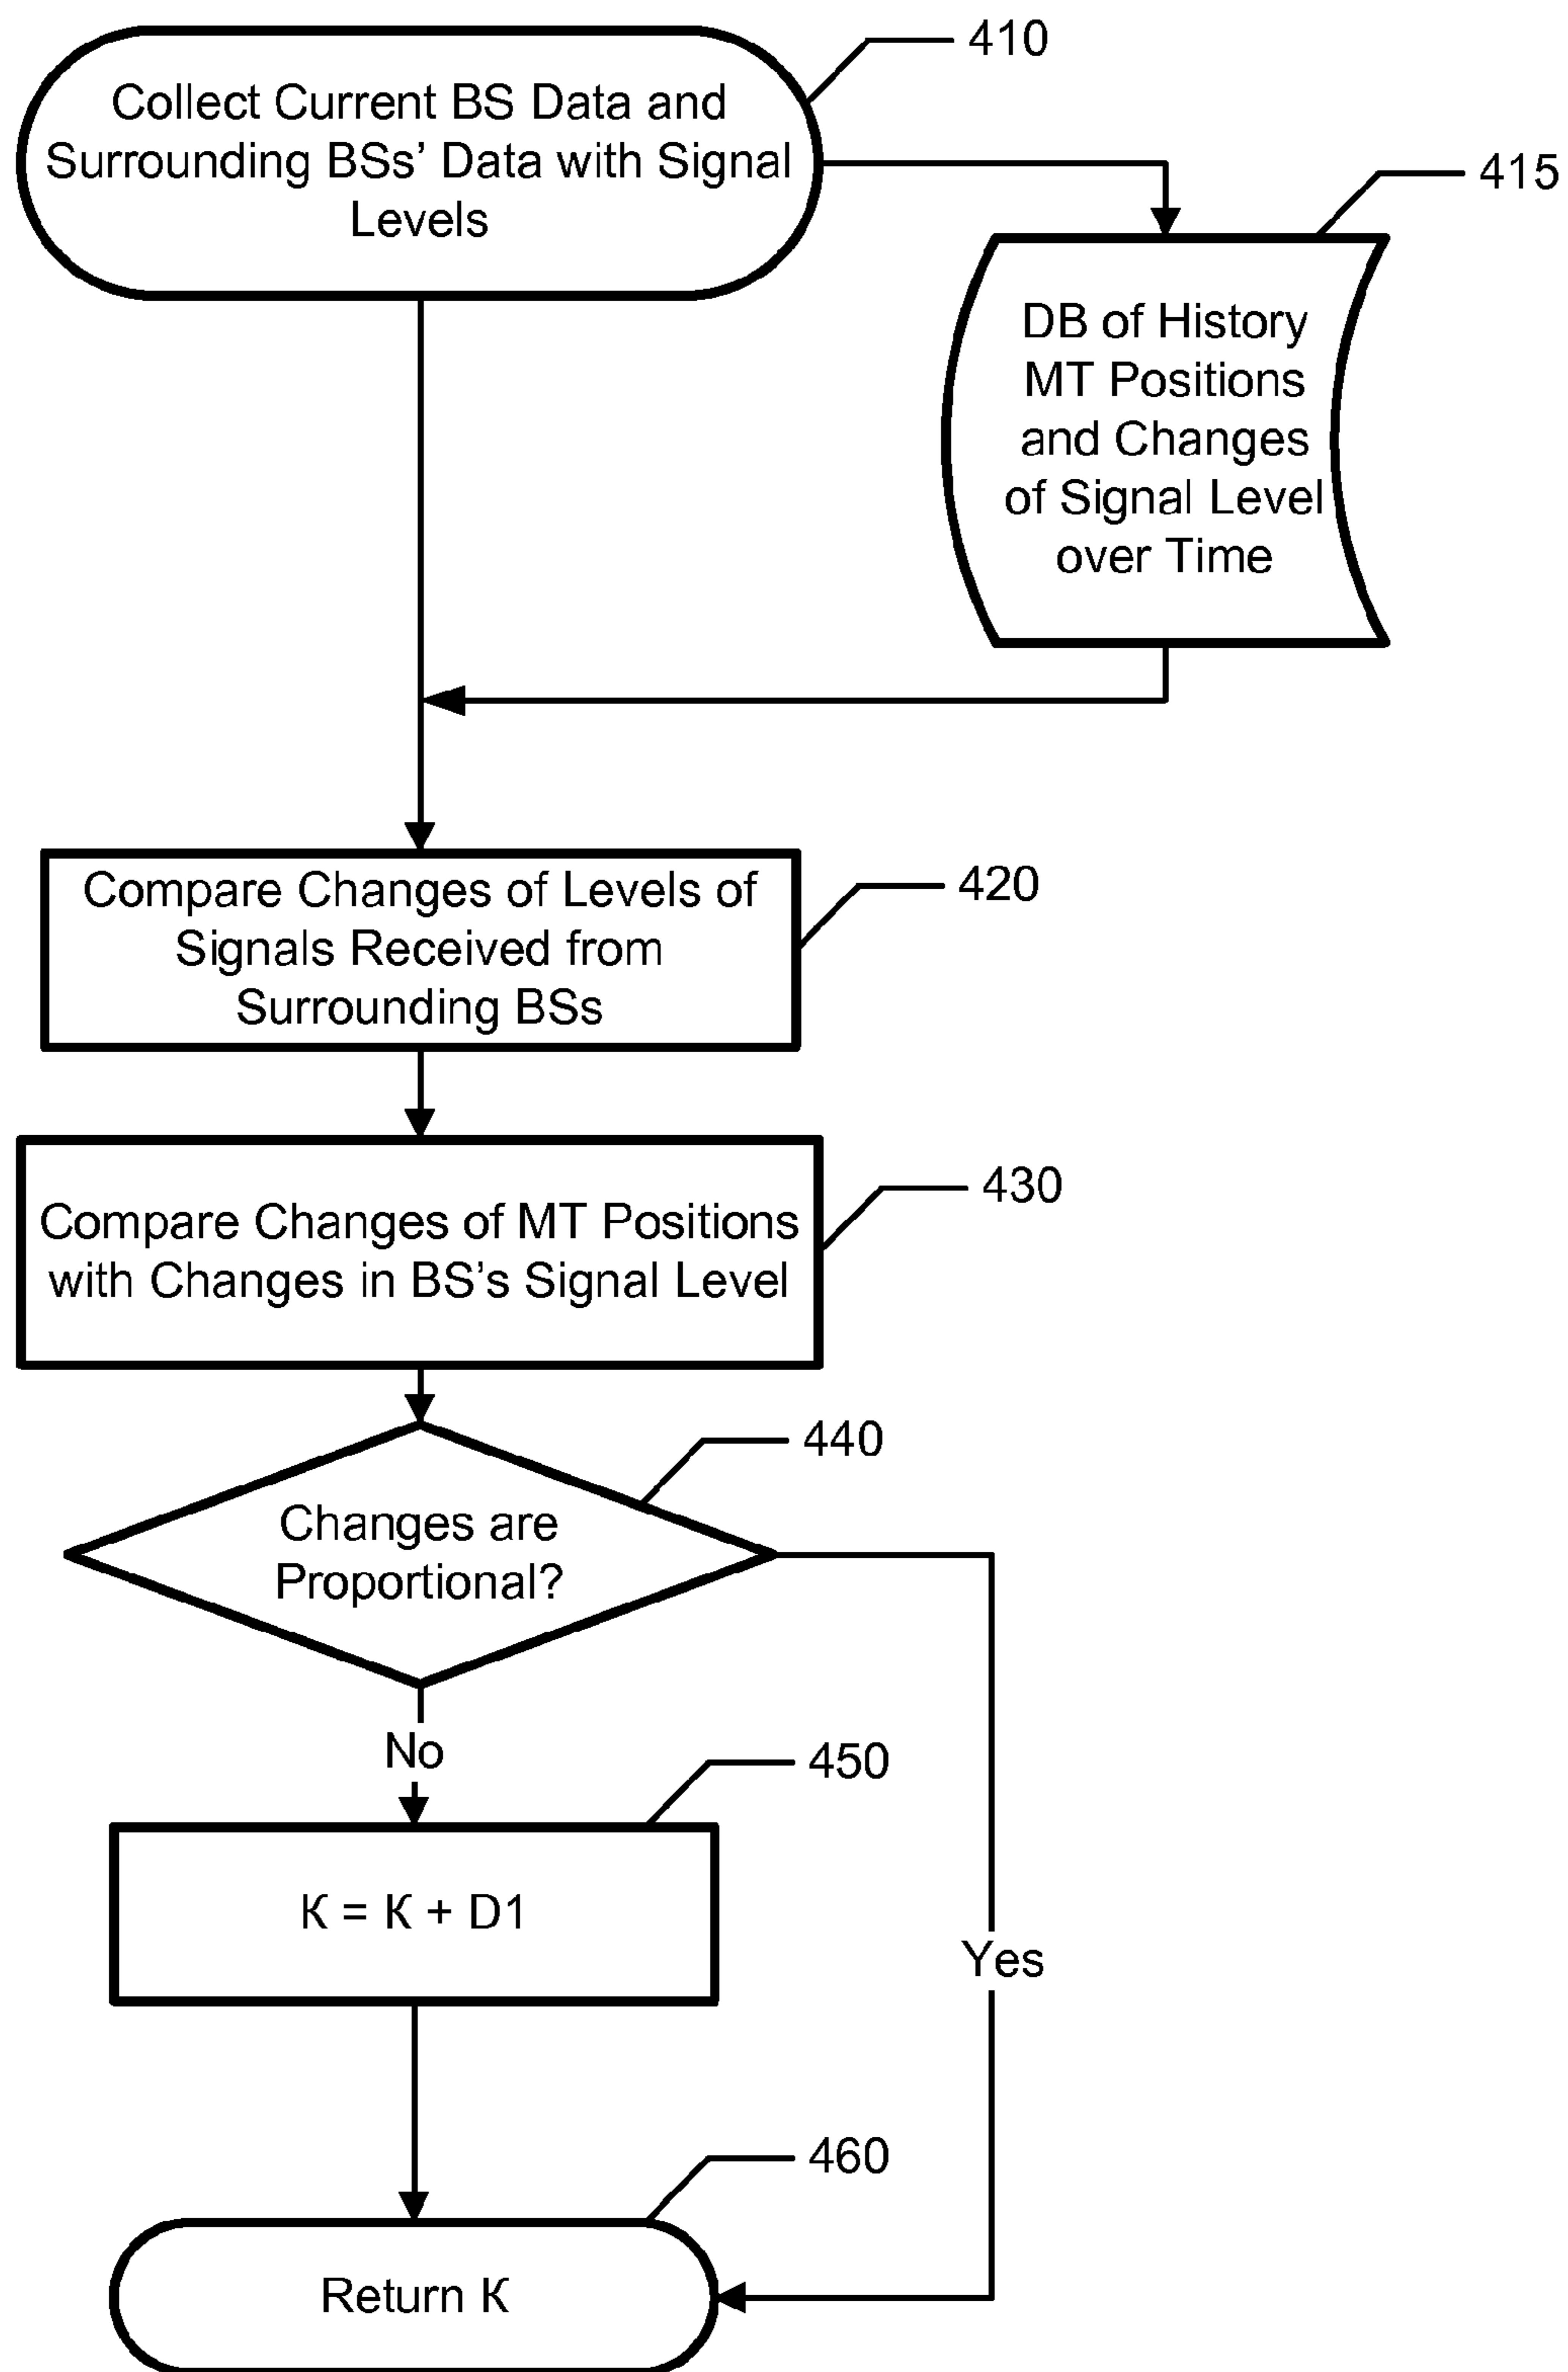 410
Collect Current BS Data and
Surrounding BSs’ Data with Signal
Levels
415
DB of History
MT Positions
and Changes
of Signal Level
over Time
420
Compare Changes of Levels of
Signals Received from
Surrounding BSs
430
Compare Changes of MT Positions
with Changes in BS’s Signal Level
440
Changes are
Proportional?
No
450
К = К + D1
Yes
460
Return К